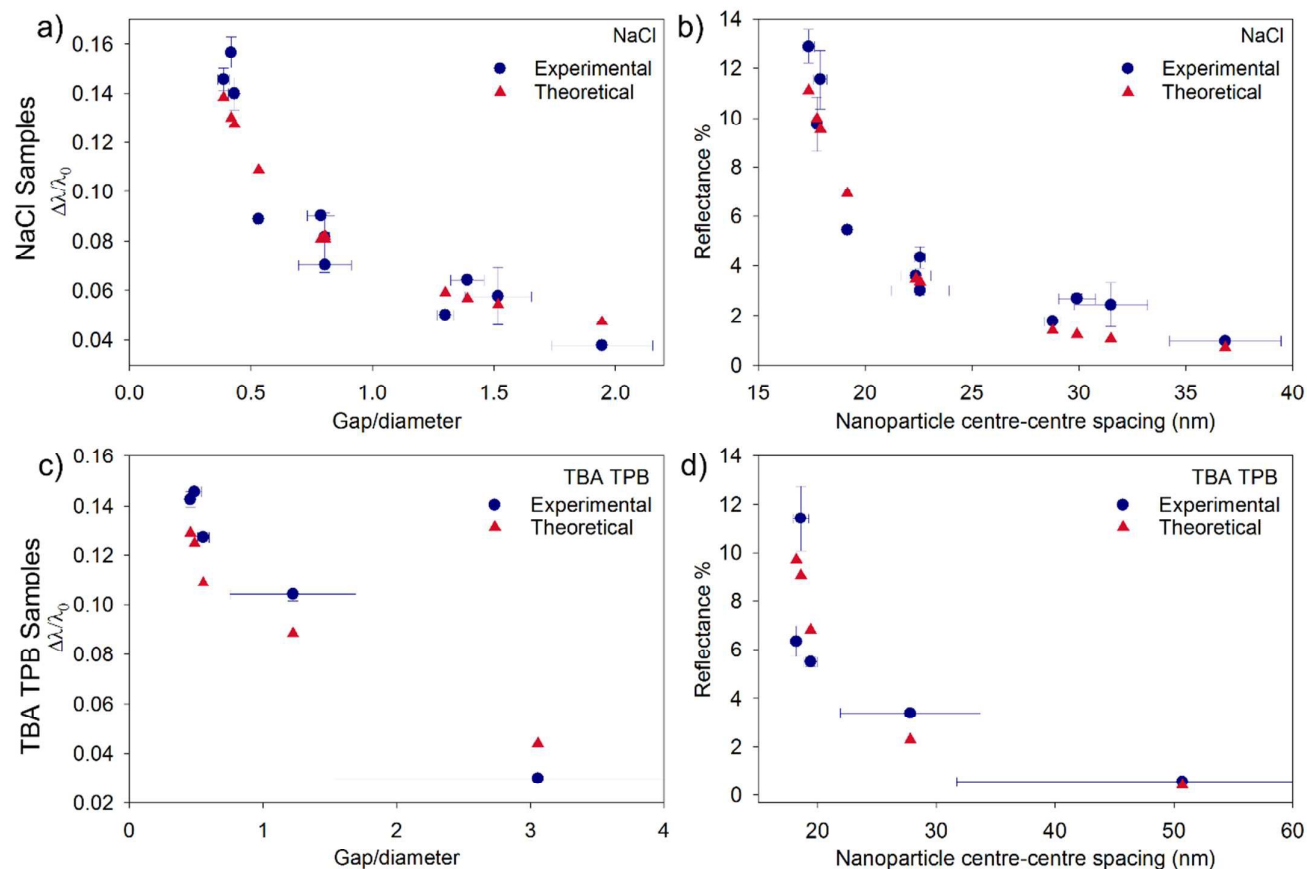 a)
NaCl
Experimental
Theoretical
0.16
0.14
0.12
0.10
0.08
0.06
0.04
NaCl Samples
Δλ/λ0
0.0 0.5 1.0 1.5 2.0
Gap/diameter
b)
NaCl
Experimental
Theoretical
14
12
10
8
6
4
2
0
Reflectance %
15 20 25 30 35 40
Nanoparticle centre-centre spacing (nm)
c)
TBA TPB
Experimental
Theoretical
0.16
0.14
0.12
0.10
0.08
0.06
0.04
0.02
TBA TPB Samples
Δλ/λ0
0 1 2 3 4
Gap/diameter
d)
TBA TPB
Experimental
Theoretical
14
12
10
8
6
4
2
0
Reflectance %
20 30 40 50 60
Nanoparticle centre-centre spacing (nm)